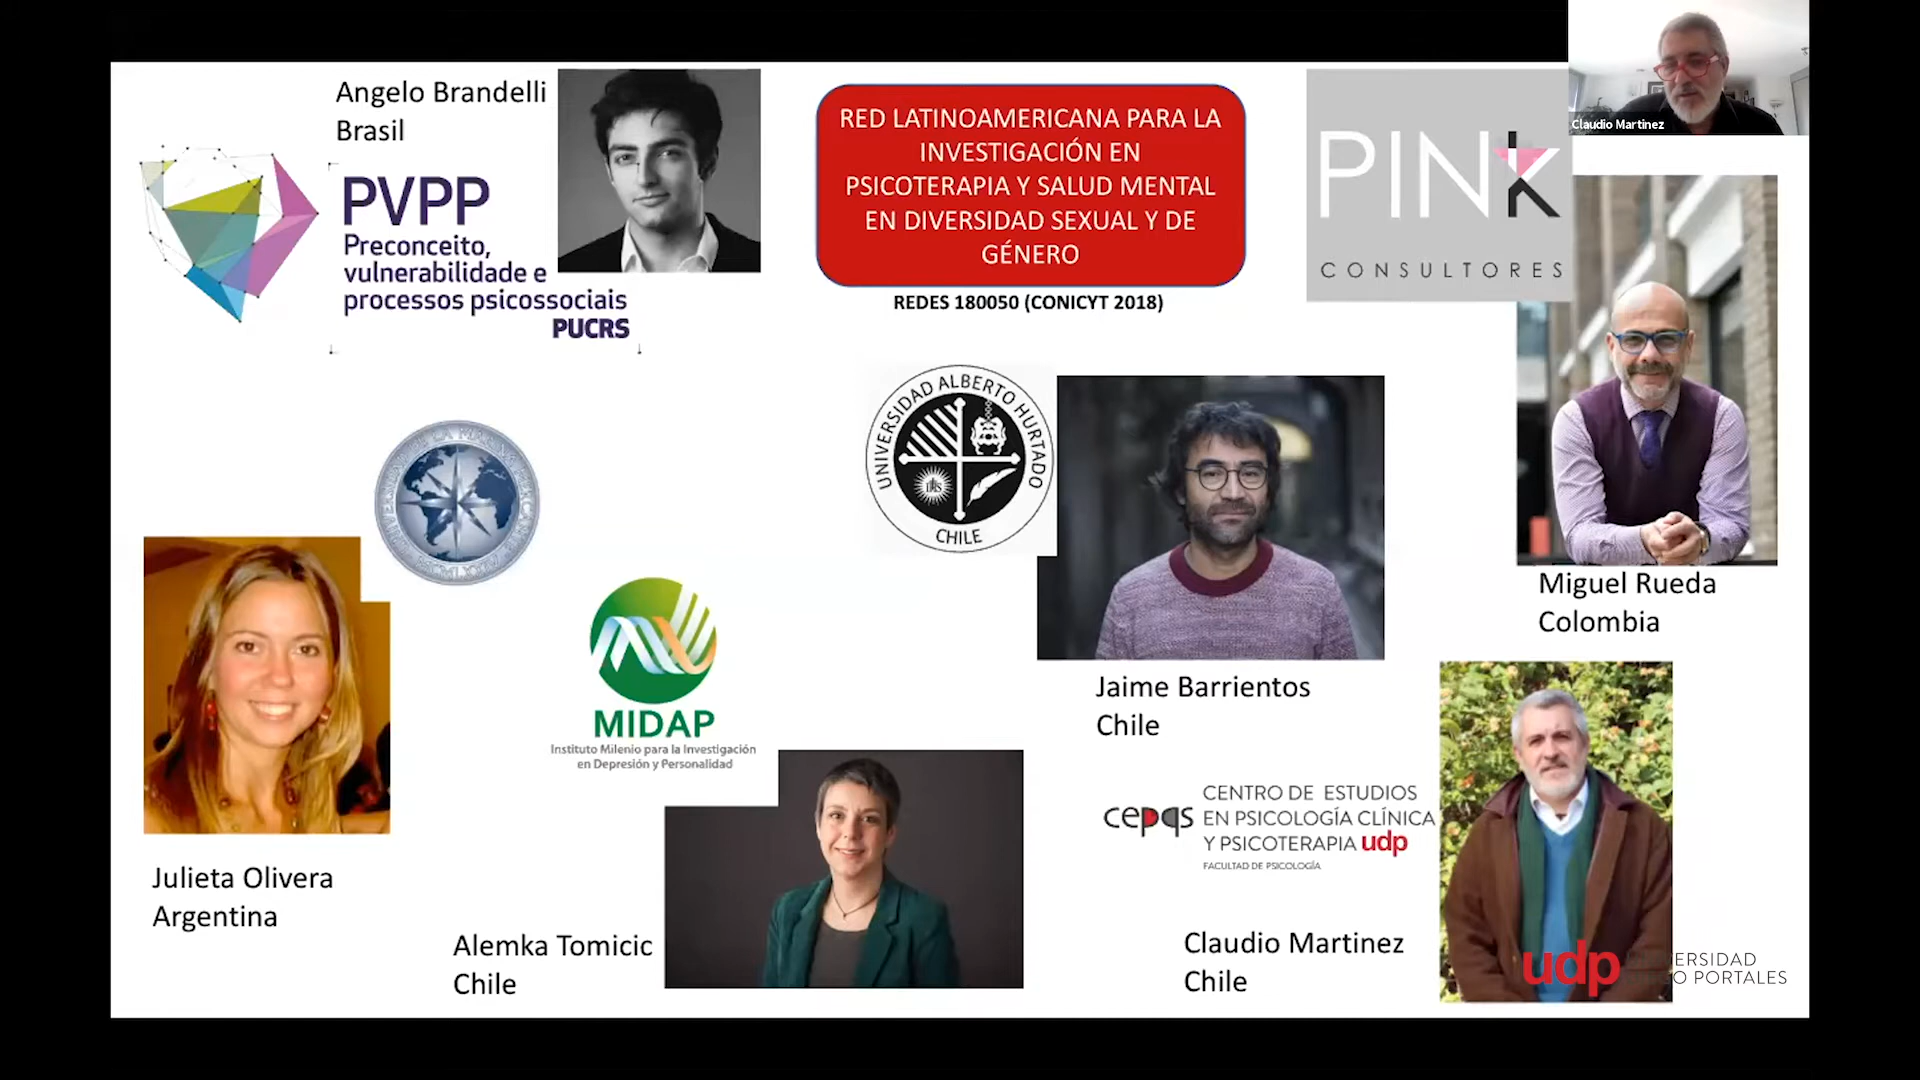 Angelo Brandelli
Brasil
PVPP
Preconceito,
vulnerabilidade e
processos psicossociais
PUCRS
RED LATINOAMERICANA PARA LA
INVESTIGACIÓN EN
PSICOTERAPIA Y SALUD MENTAL
EN DIVERSIDAD SEXUAL Y DE
GÉNERO
REDES 180050 (CONICYT 2018)
PINK
CONSULTORES
Claudio Martinez
UNIVERSIDAD ALBERTO HURTADO
CHILE
Miguel Rueda
Colombia
MIDAP
Instituto Milenio para la Investigación
en Depresión y Personalidad
Jaime Barrientos
Chile
Julieta Olivera
Argentina
Alemka Tomicic
Chile
cepps
CENTRO DE ESTUDIOS
EN PSICOLOGÍA CLÍNICA
Y PSICOTERAPIA udp
FACULTAD DE PSICOLOGÍA
Claudio Martinez
Chile
udp
ERSIDAD
O PORTALES